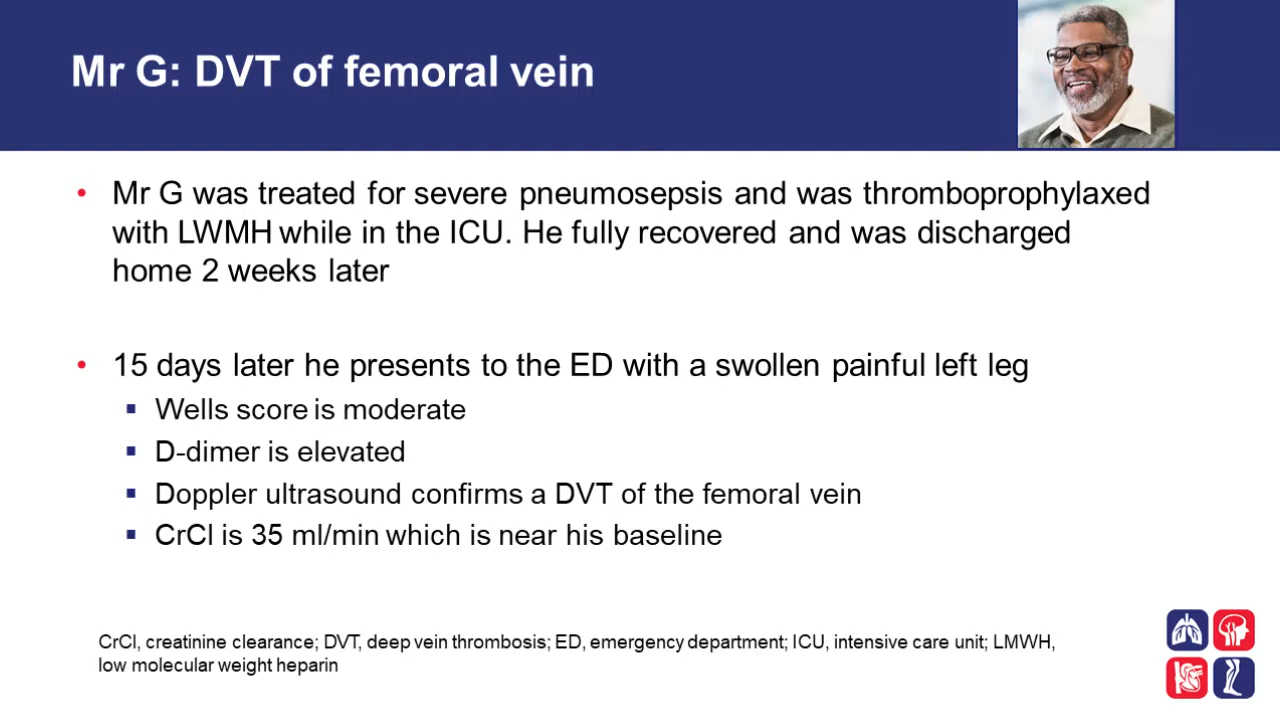 Mr G: DVT of femoral vein
• Mr G was treated for severe pneumosepsis and was thromboprophylaxed
with LWMH while in the ICU. He fully recovered and was discharged
home 2 weeks later
• 15 days later he presents to the ED with a swollen painful left leg
▪ Wells score is moderate
▪ D-dimer is elevated
▪ Doppler ultrasound confirms a DVT of the femoral vein
▪ CrCl is 35 ml/min which is near his baseline
CrCl, creatinine clearance; DVT, deep vein thrombosis; ED, emergency department; ICU, intensive care unit; LMWH,
low molecular weight heparin